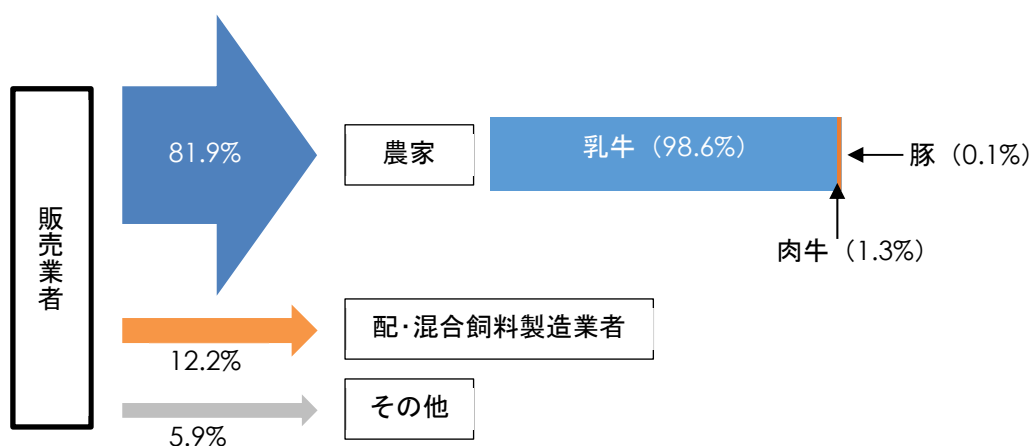 販売業者
81.9%
農家
乳牛（98.6%）
豚（0.1%）
肉牛（1.3%）
12.2%
配・混合飼料製造業者
5.9%
その他